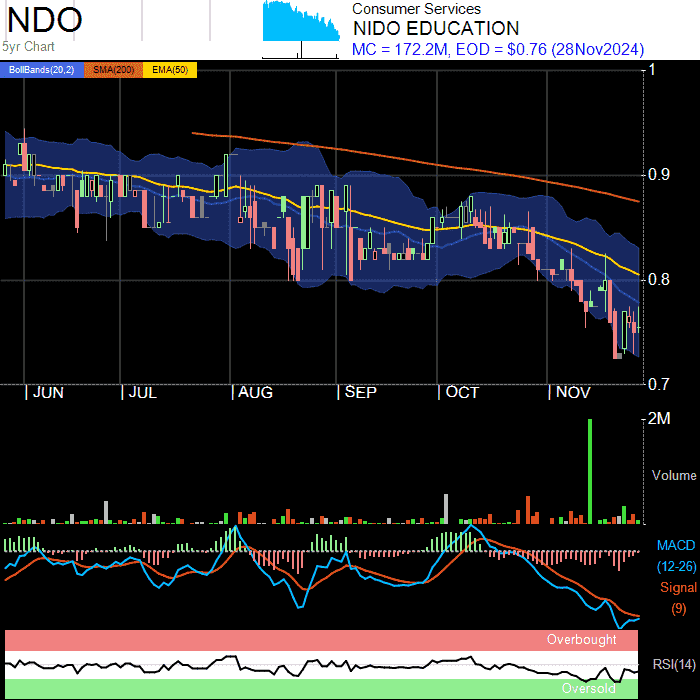 NDO
Consumer Services
NIDO EDUCATION
5yr Chart
MC = 172.2M, EOD = $0.76 (28Nov2024)
BollBands(20,2) SMA(200) EMA(50)
1
0.9
0.8
0.7
JUN JUL AUG SEP OCT NOV
2M
Volume
MACD
(12-26)
Signal
(9)
Overbought
RSI(14)
Oversold